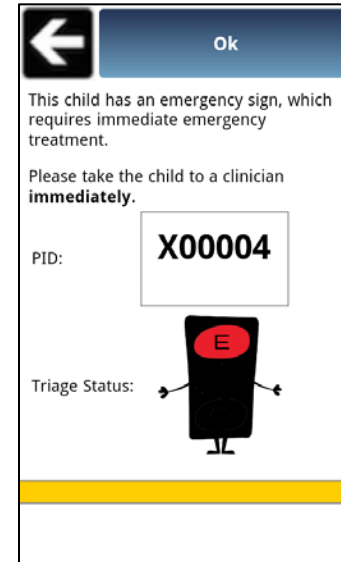 Ok
This child has an emergency sign, which
requires immediate emergency
treatment.
Please take the child to a clinician
immediately.
PID:
X00004
E
Triage Status: